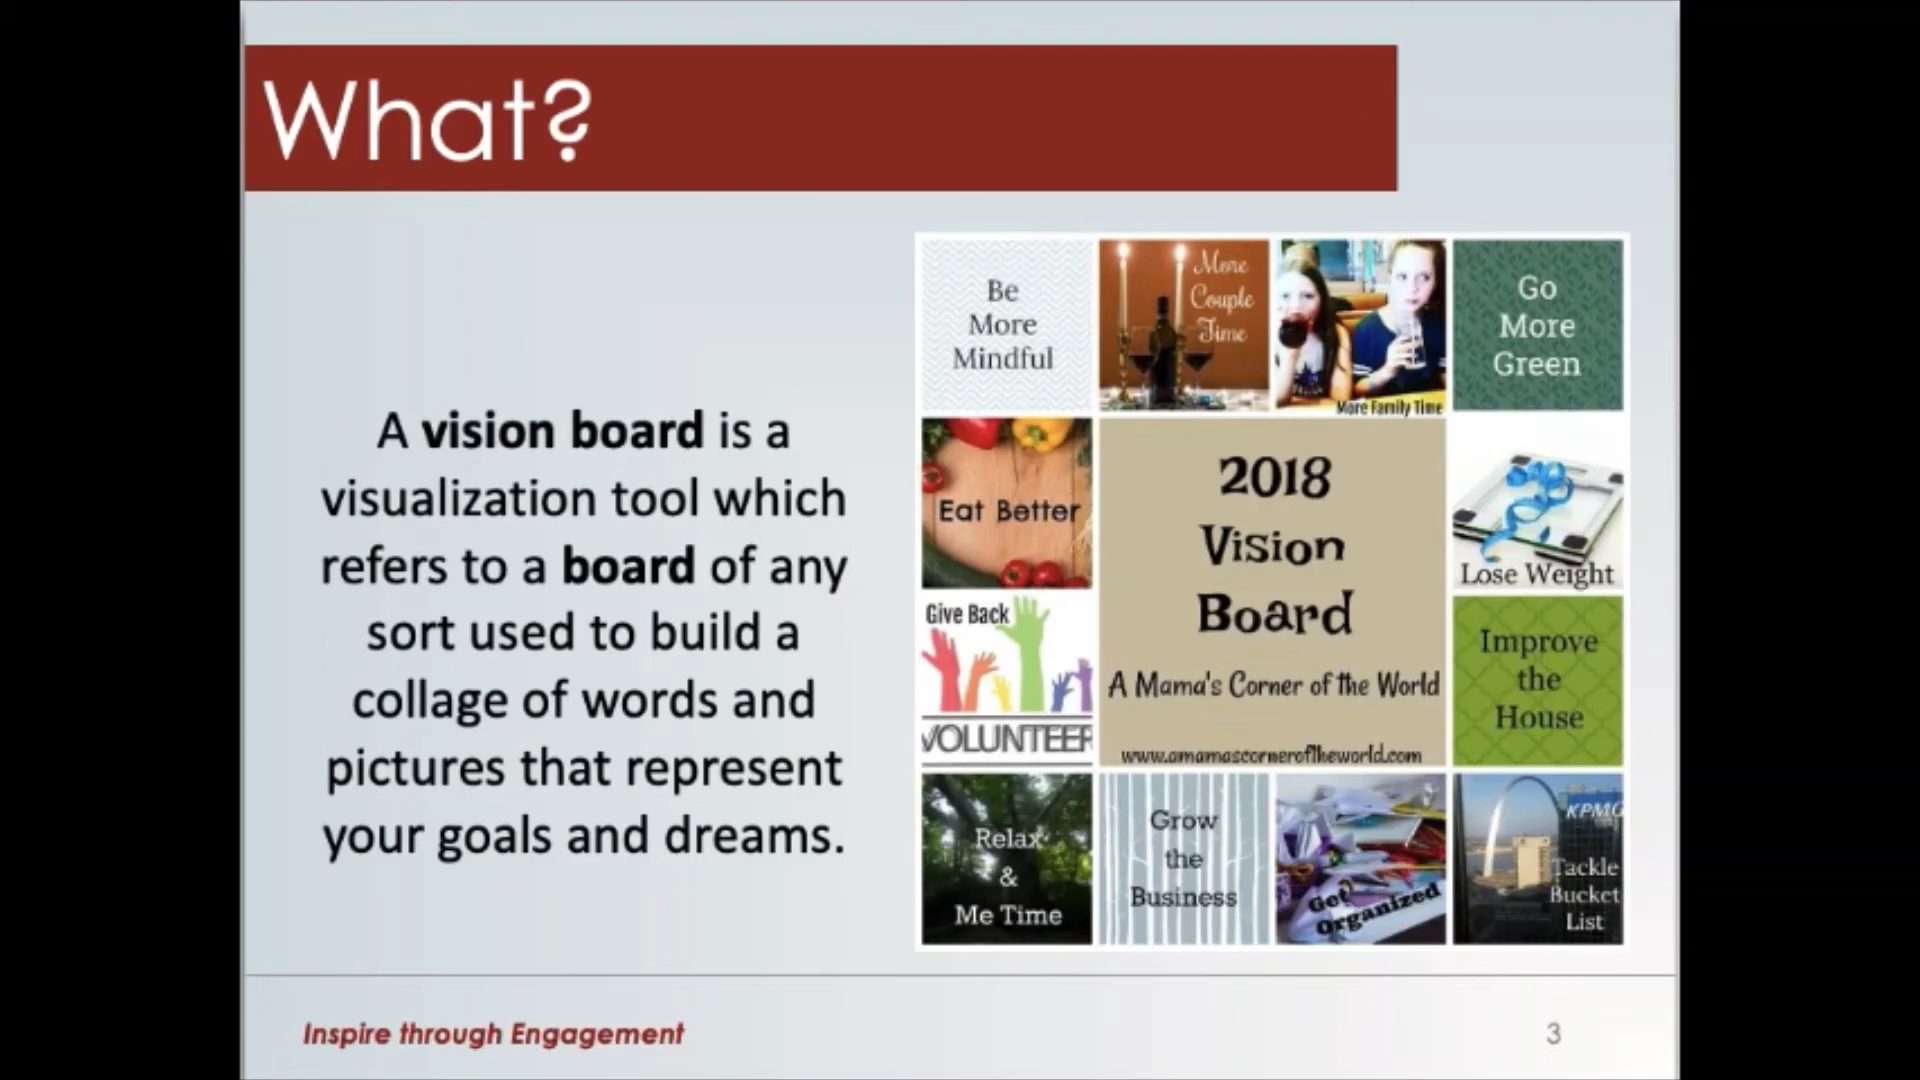 What?
A vision board is a
visualization tool which
refers to a board of any
sort used to build a
collage of words and
pictures that represent
your goals and dreams.
Be
More
Mindful
More
Couple
Time
More Family Time
Go
More
Green
Eat Better
2018
Vision
Board
A Mama's Corner of the World
www.amamascorneroftheworld.com
Lose Weight
Give Back
VOLUNTEER
Improve
the
House
Relax
&
Me Time
Grow
the
Business
Get
Organized
KPMG
Tackle
Bucket
List
Inspire through Engagement
3